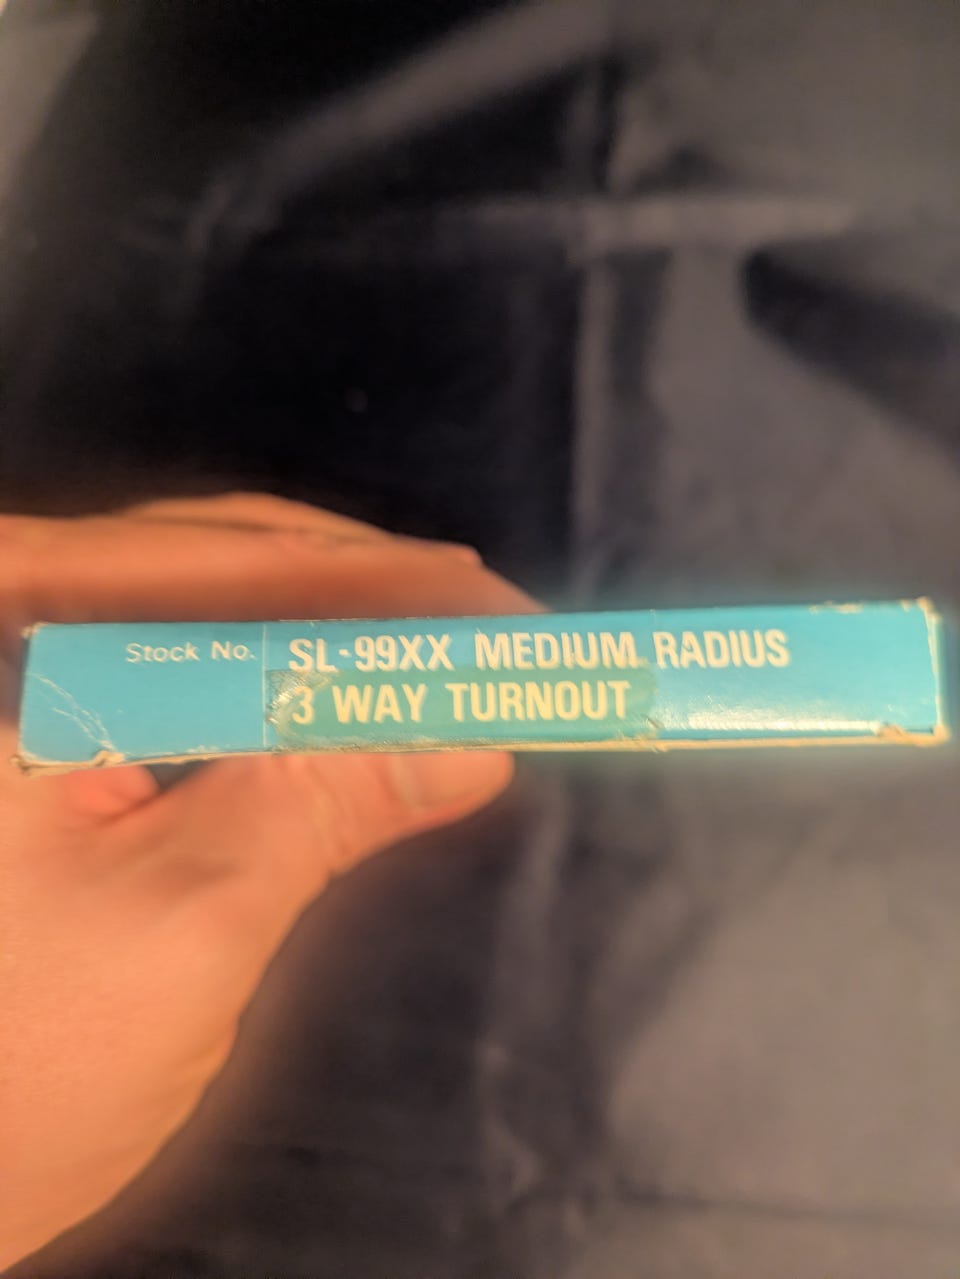 Stock No. SL-99XX MEDIUM RADIUS
3 WAY TURNOUT